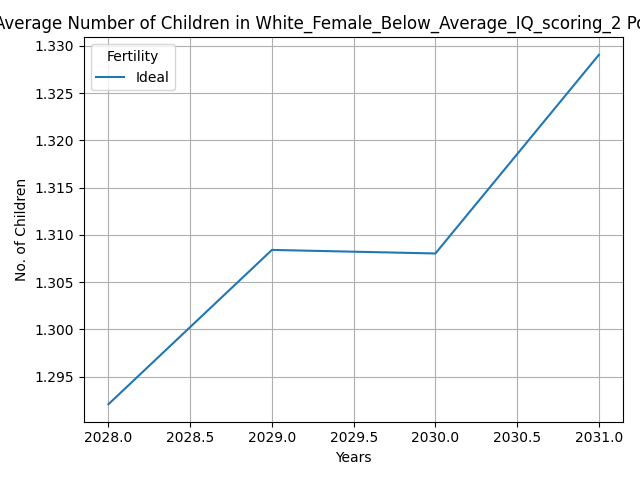 Average Number of Children in White_Female_Below_Average_IQ_scoring_2 Po
Fertility
Ideal
1.330
1.325
1.320
1.315
1.310
1.305
1.300
1.295
No. of Children
2028.0 2028.5 2029.0 2029.5 2030.0 2030.5 2031.0
Years